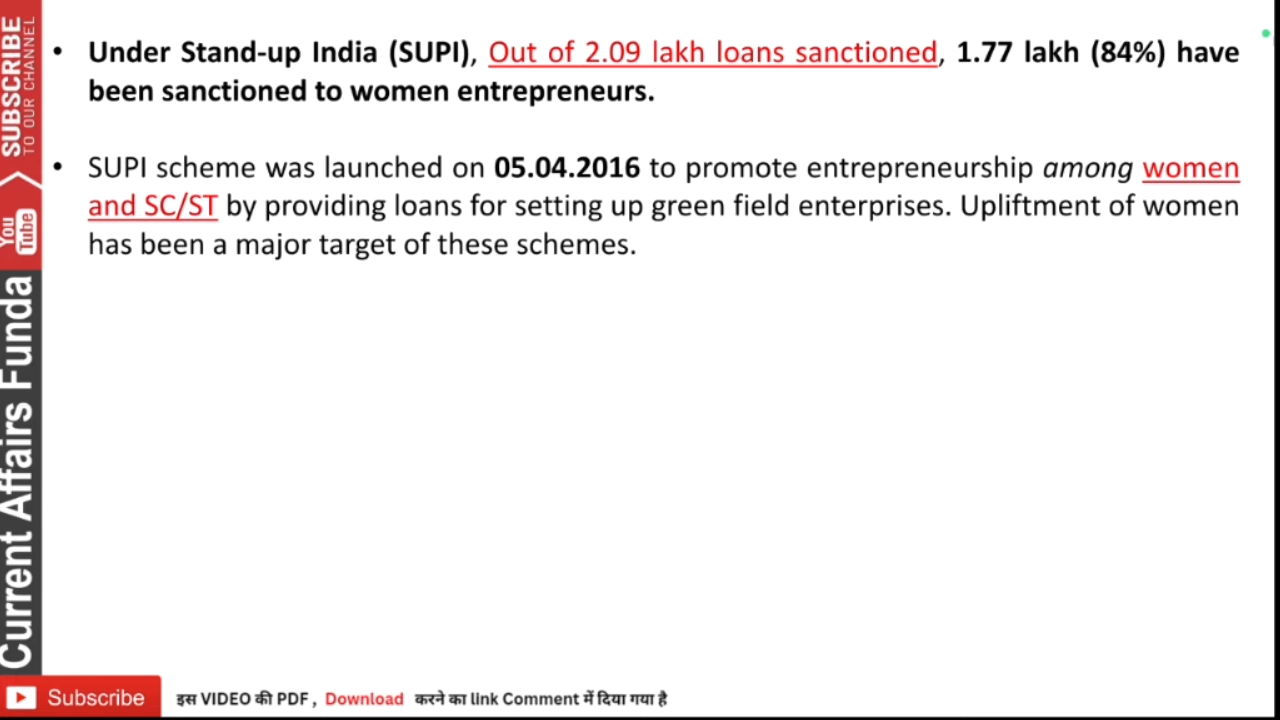 Under Stand-up India (SUPI), Out of 2.09 lakh loans sanctioned, 1.77 lakh (84%) have
been sanctioned to women entrepreneurs.
SUPI scheme was launched on 05.04.2016 to promote entrepreneurship among women
and SC/ST by providing loans for setting up green field enterprises. Upliftment of women
has been a major target of these schemes.
SUBSCRIBE
TO OUR CHANNEL
You
Tube
Current Affairs Funda
Subscribe
इस VIDEO की PDF , Download करने का link Comment में दिया गया है